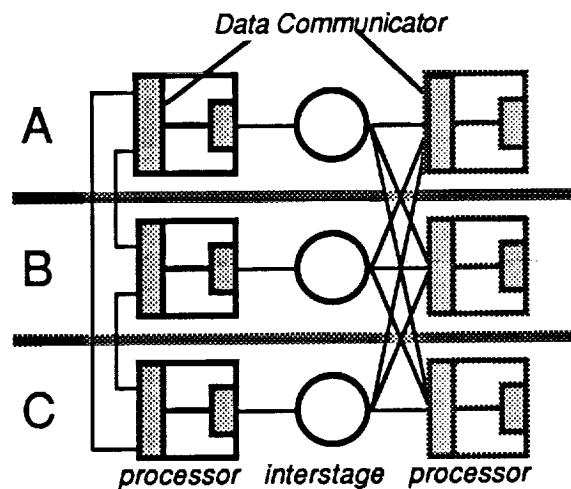 Data Communicator
A
B
C
processor interstage processor